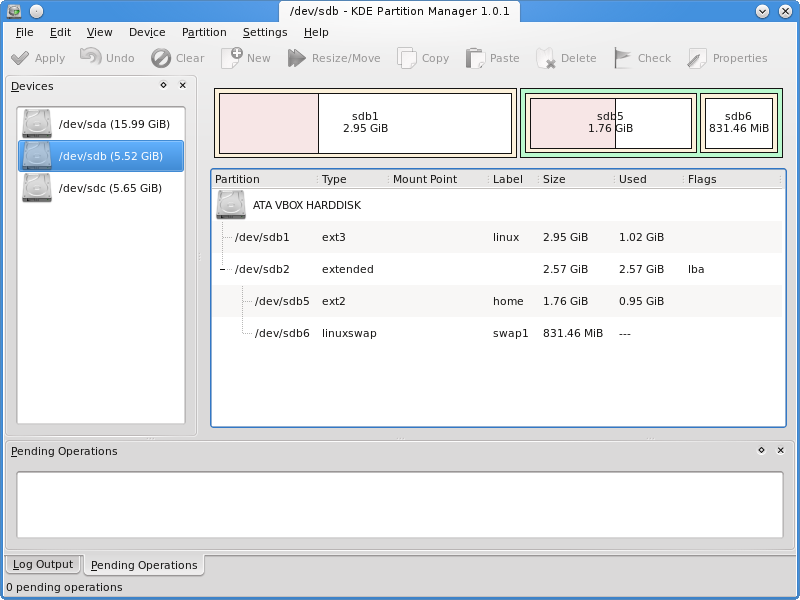 /dev/sdb - KDE Partition Manager 1.0.1
File Edit View Device Partition Settings Help
Apply Undo Clear New Resize/Move Copy Paste Delete Check Properties
Devices
/dev/sda (15.99 GiB)
/dev/sdb (5.52 GiB)
/dev/sdc (5.65 GiB)
sdb1
2.95 GiB
sdb5
1.76 GiB
sdb6
831.46 MiB
Partition Type Mount Point Label Size Used Flags
ATA VBOX HARDDISK
/dev/sdb1 ext3 linux 2.95 GiB 1.02 GiB
/dev/sdb2 extended 2.57 GiB 2.57 GiB lba
/dev/sdb5 ext2 home 1.76 GiB 0.95 GiB
/dev/sdb6 linuxswap swap1 831.46 MiB ---
Pending Operations
Log Output Pending Operations
0 pending operations